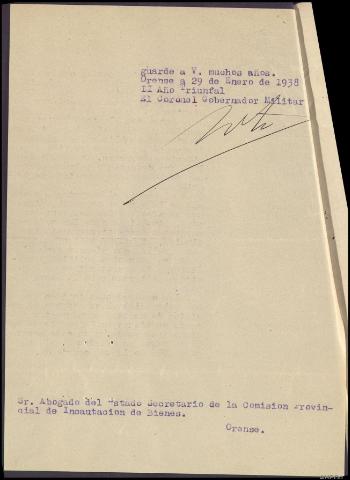 guarde a V. muchos años.
Orense a 29 de Enero de 1938
II Año Triunfal
El Coronel Gobernador Militar
Sr. Abogado del Estado Secretario de la Comision Provin-
cial de Incautacion de Bienes.
Orense.